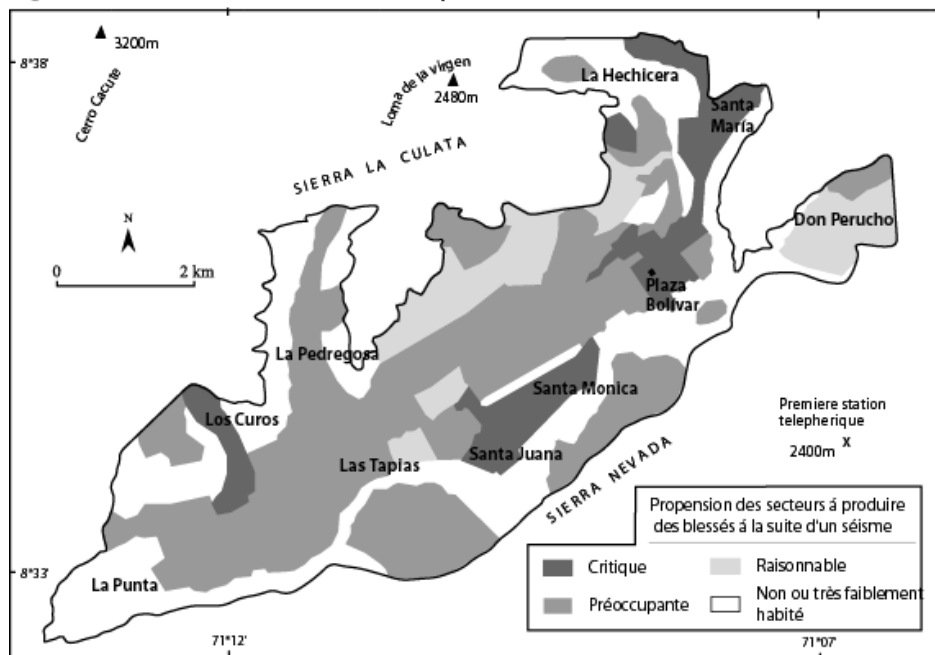 3200m
Cerro Cacute
8°38'
Loma de la virgen
2480m
SIERRA LA CULATA
La Hechicera
Santa
María
Don Perucho
N
0 2 km
Plaza
Bolívar
La Pedregosa
Santa Monica
Los Curos
Santa Juana
Las Tapias
SIERRA NEVADA
Premiere station
telepherique
2400m x
La Punta
8°33'
71°12'
71°07'
Propension des secteurs á produire
des blessés á la suite d'un séisme
Critique
Raisonnable
Préoccupante
Non ou très faiblement
habité